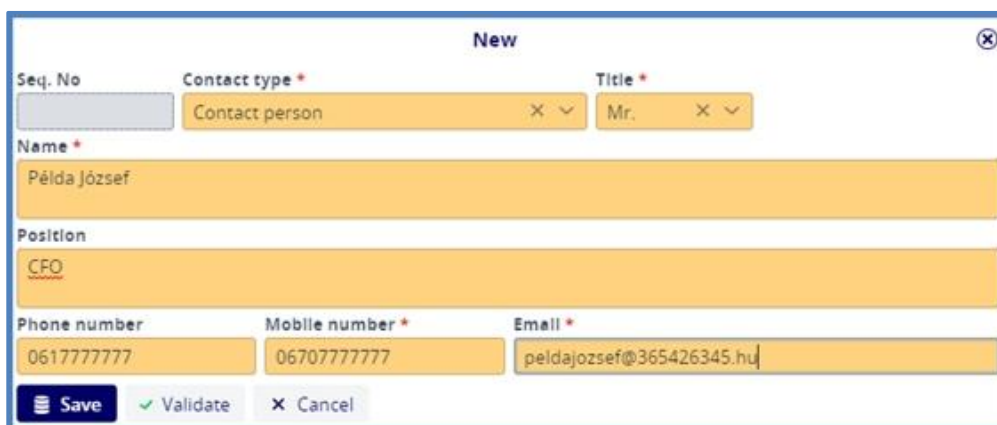 New
Seq. No Contact type * Title *
Contact person Mr.
Name *
Példa József
Position
CFO
Phone number Mobile number * Email *
0617777777 06707777777 peldajozsef@365426345.hu
Save Validate Cancel